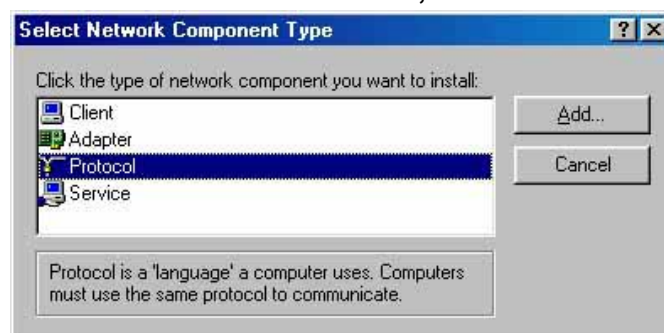 Select Network Component Type
Click the type of network component you want to install:
Client
Adapter
Protocol
Service
Add...
Cancel
Protocol is a 'language' a computer uses. Computers
must use the same protocol to communicate.